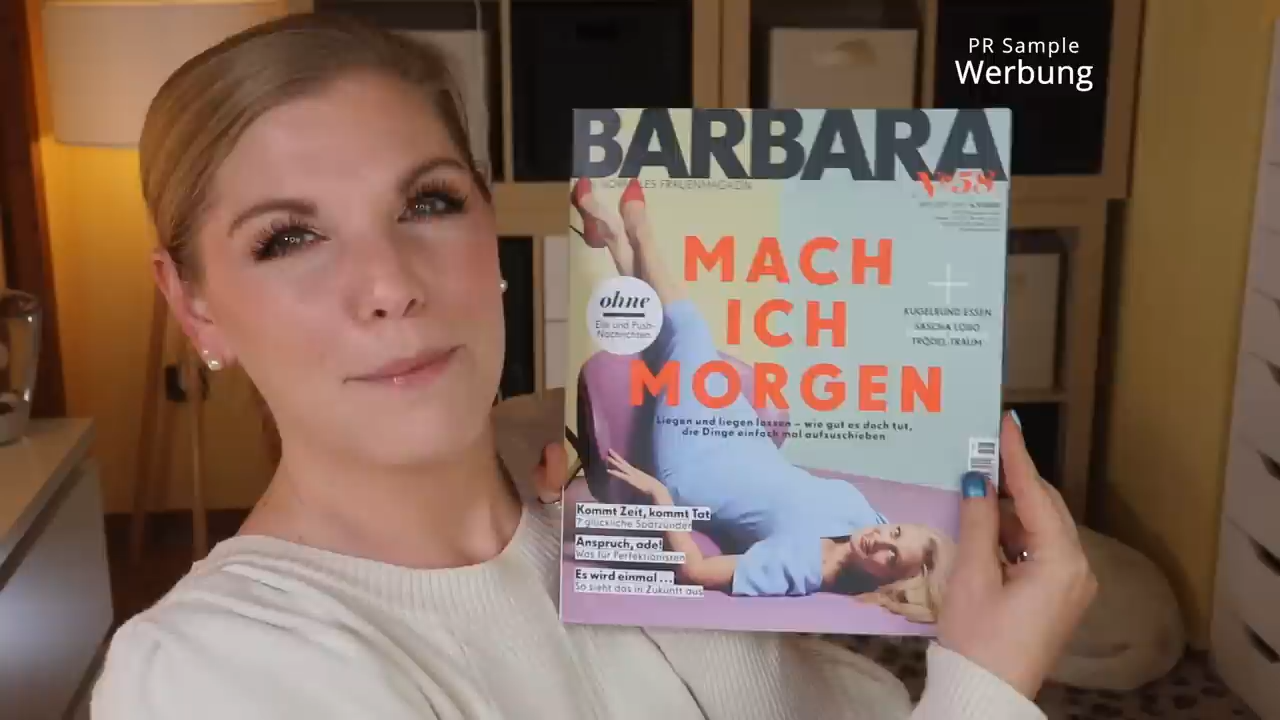 PR Sample
Werbung
BARBARA
N°58
MACH
ICH
MORGEN
ohne
Eile und Push-
Nachrichten
KUGELRUND ESSEN
SASCHA LOBO
TRÖDEL-TRAUM
Liegen und liegen lassen – wie gut es doch tut,
die Dinge einfach mal aufzuschieben
Kommt Zeit, kommt Tat
7 glückliche Spätzünder
Anspruch, ade!
Was für Perfektionisten
Es wird einmal ...
So sieht das in Zukunft aus